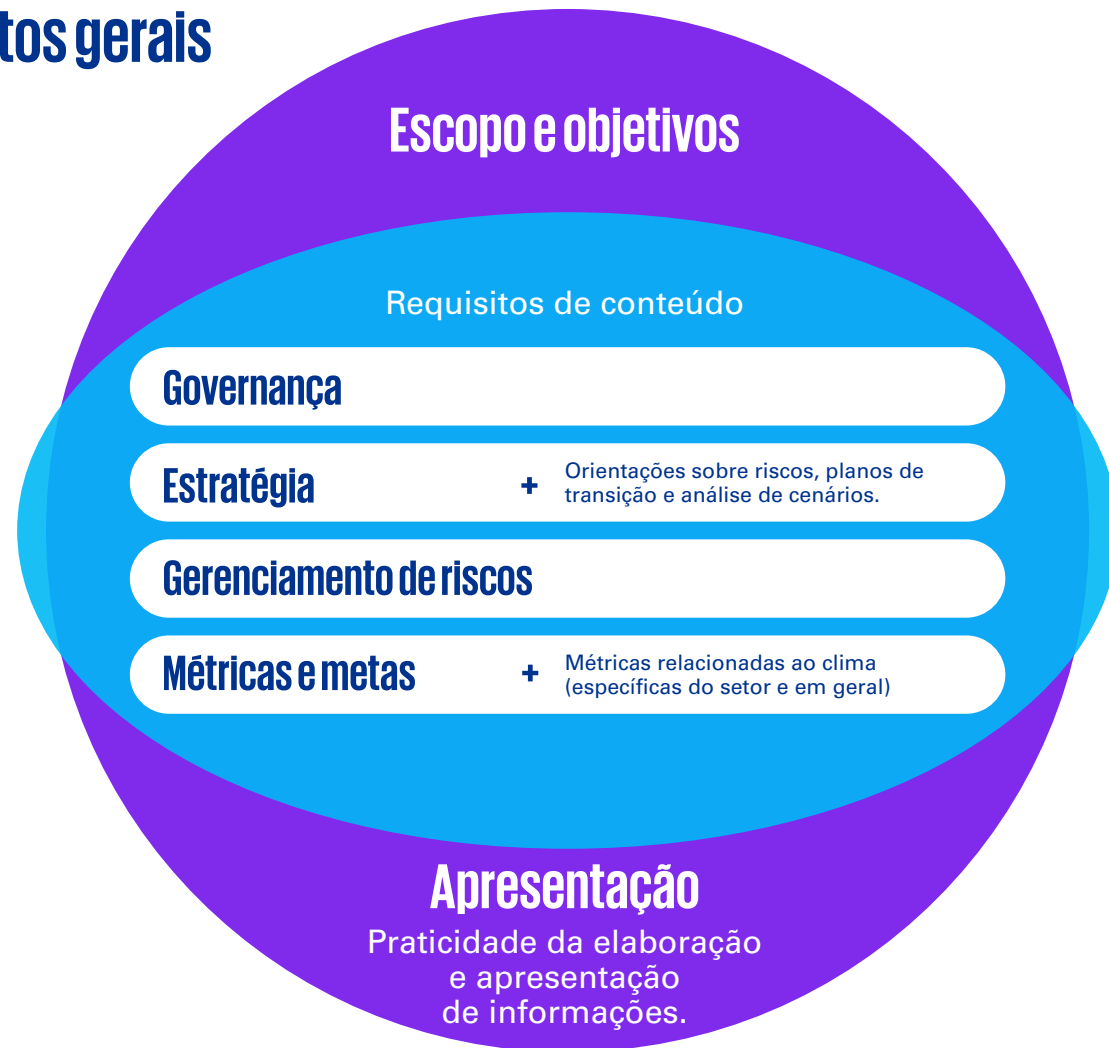 tos gerais
Escopo e objetivos
Requisitos de conteúdo
Governança
Estratégia
+
Orientações sobre riscos, planos de
transição e análise de cenários.
Gerenciamento de riscos
Métricas e metas
+
Métricas relacionadas ao clima
(específicas do setor e em geral)
Apresentação
Praticidade da elaboração
e apresentação
de informações.